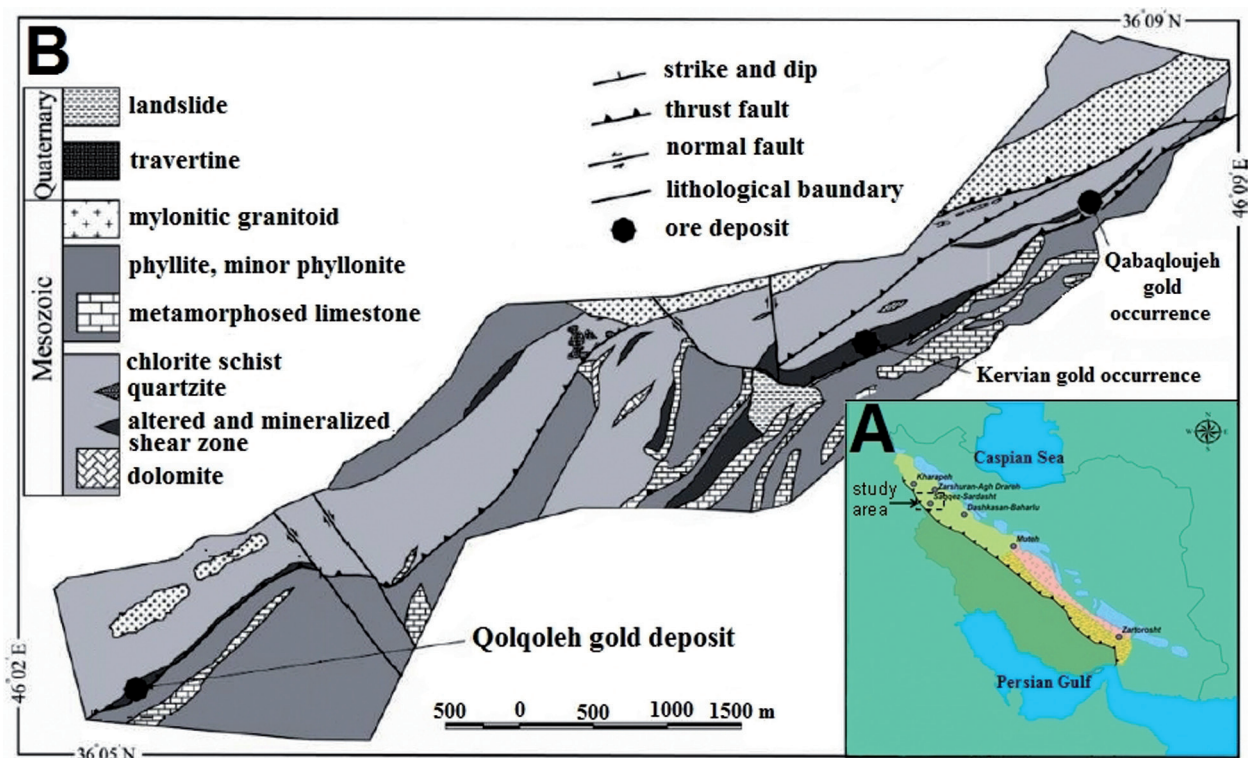 36°09'N
B
Quaternary
landslide
travertine
Mesozoic
mylonitic granitoid
phyllite, minor phyllonite
metamorphosed limestone
chlorite schist
quartzite
altered and mineralized
shear zone
dolomite
strike and dip
thrust fault
normal fault
lithological baundary
ore deposit
46°09'E
Qabaqloujeh
gold
occurrence
Kervian gold occurrence
Qolqoleh gold deposit
500 0 500 1000 1500 m
46°02'E
36°05'N
A
N
W
E
S
Caspian Sea
Kharapeh
Zarshuran-Agh Drareh
study
area
Saqqez-Sardasht
Dashkasan-Baharlu
Muteh
Zartorosht
Persian Gulf